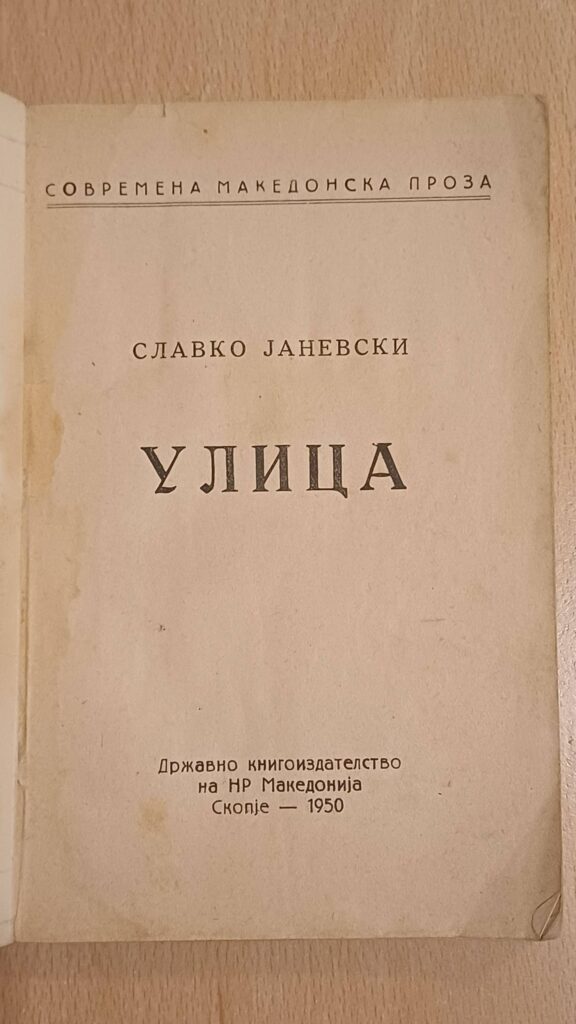 СОВРЕМЕНА МАКЕДОНСКА ПРОЗА
СЛАВКО ЈАНЕВСКИ
УЛИЦА
Државно книгоиздателство
на НР Македонија
Скопје — 1950